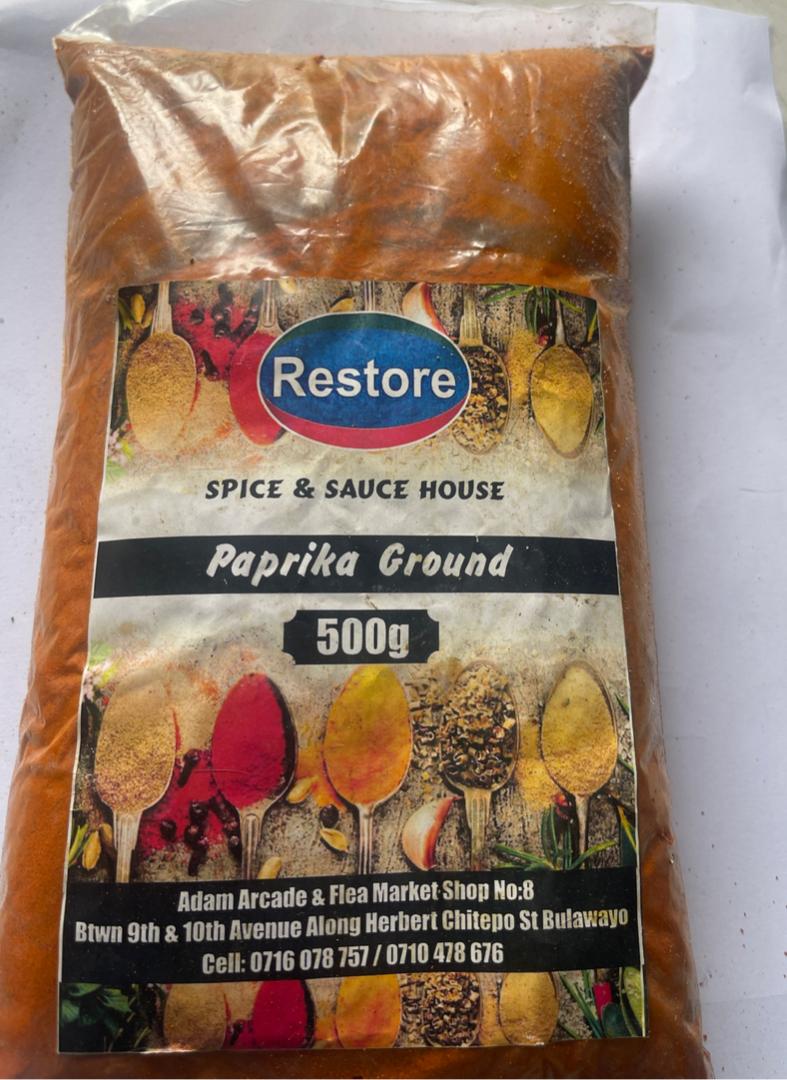 Restore
SPICE & SAUCE HOUSE
Paprika Ground
500g
Adam Arcade & Flea Market Shop No:8
Btwn 9th & 10th Avenue Along Herbert Chitepo St Bulawayo
Cell: 0716 078 757 / 0710 478 676